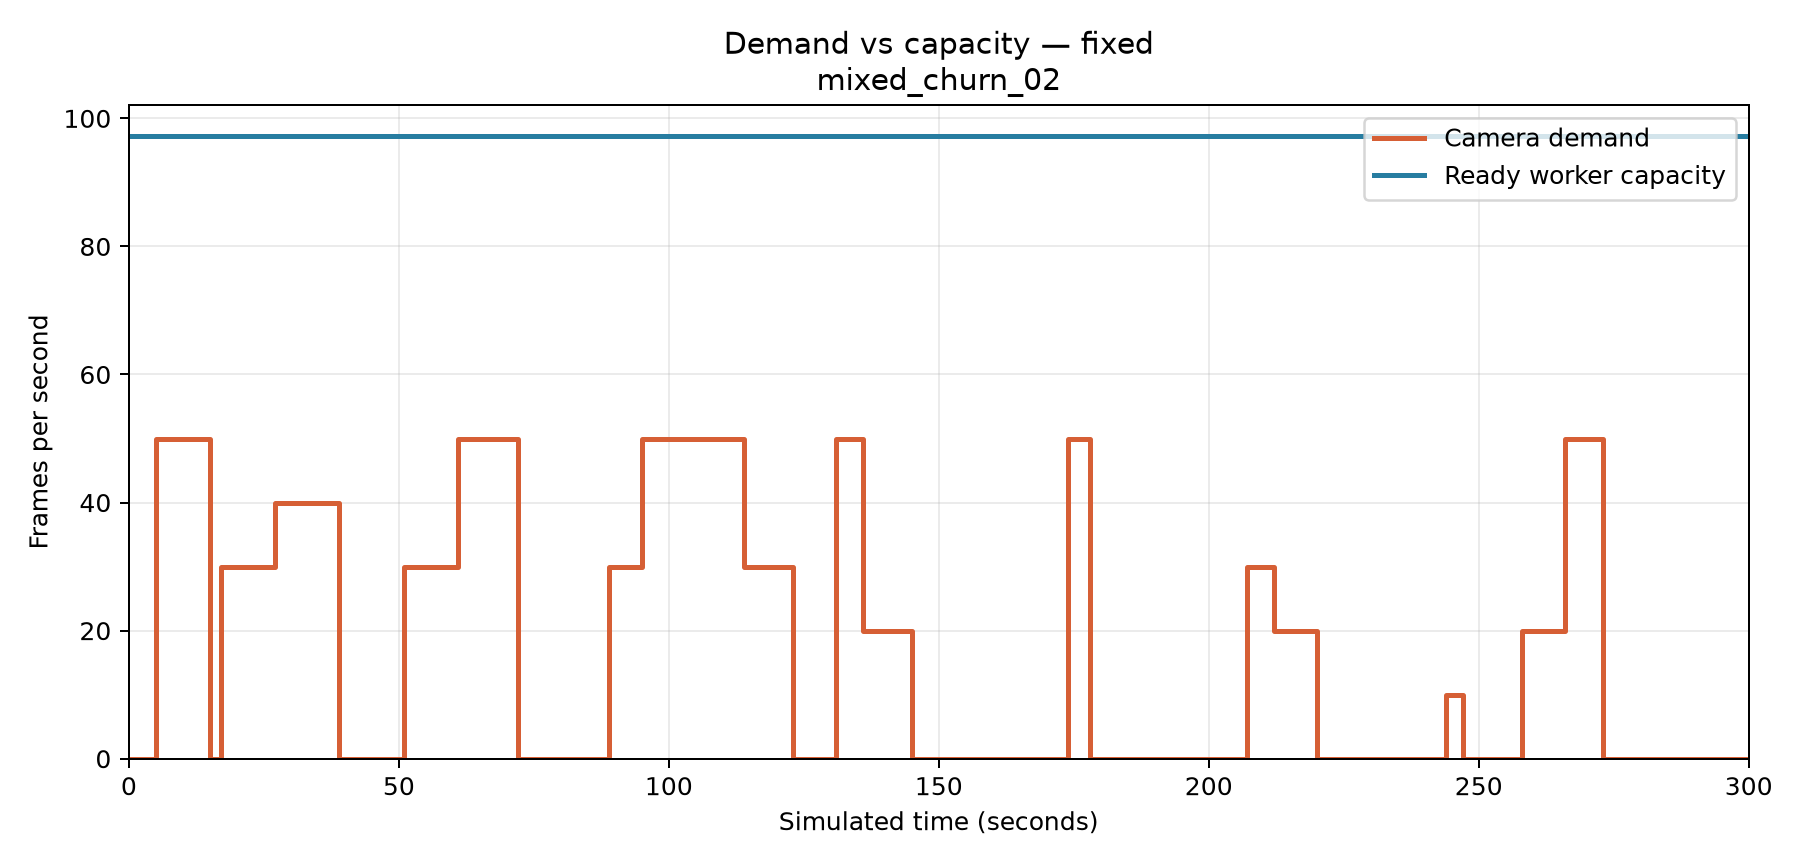 Demand vs capacity — fixed
mixed_churn_02
100
80
60
40
20
0
Frames per second
Camera demand
Ready worker capacity
0 50 100 150 200 250 300
Simulated time (seconds)